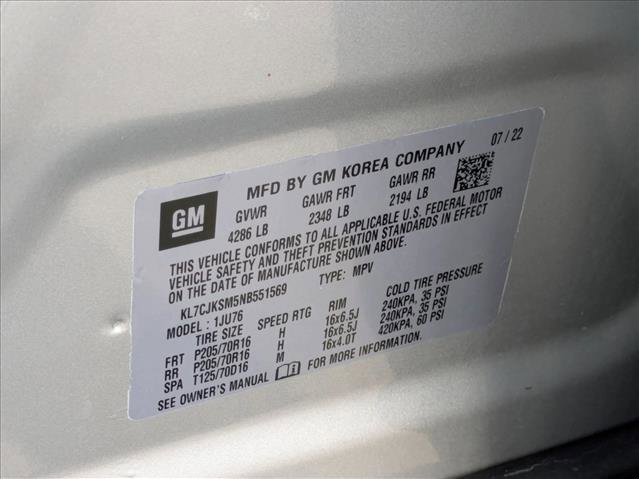 MFD BY GM KOREA COMPANY 07 / 22
GM GVWR GAWR FRT GAWR RR
4286 LB 2348 LB 2194 LB
THIS VEHICLE CONFORMS TO ALL APPLICABLE U.S. FEDERAL MOTOR
VEHICLE SAFETY AND THEFT PREVENTION STANDARDS IN EFFECT
ON THE DATE OF MANUFACTURE SHOWN ABOVE.
KL7CJKSM5NB551569 TYPE: MPV
MODEL : 1JU76
TIRE SIZE SPEED RTG RIM COLD TIRE PRESSURE
FRT P205/70R16 H 16x6.5J 240KPA, 35 PSI
RR P205/70R16 H 16x6.5J 240KPA, 35 PSI
SPA T125/70D16 M 16x4.0T 420KPA, 60 PSI
SEE OWNER'S MANUAL FOR MORE INFORMATION.